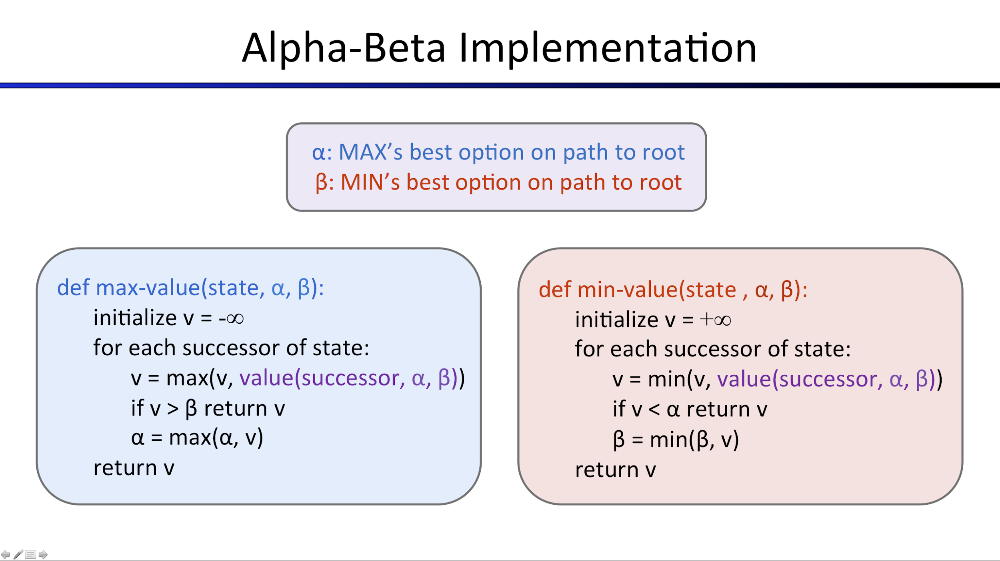 Alpha-Beta Implementation
α: MAX’s best option on path to root
β: MIN’s best option on path to root
def max-value(state, α, β):
initialize v = -∞
for each successor of state:
v = max(v, value(successor, α, β))
if v > β return v
α = max(α, v)
return v
def min-value(state , α, β):
initialize v = +∞
for each successor of state:
v = min(v, value(successor, α, β))
if v < α return v
β = min(β, v)
return v